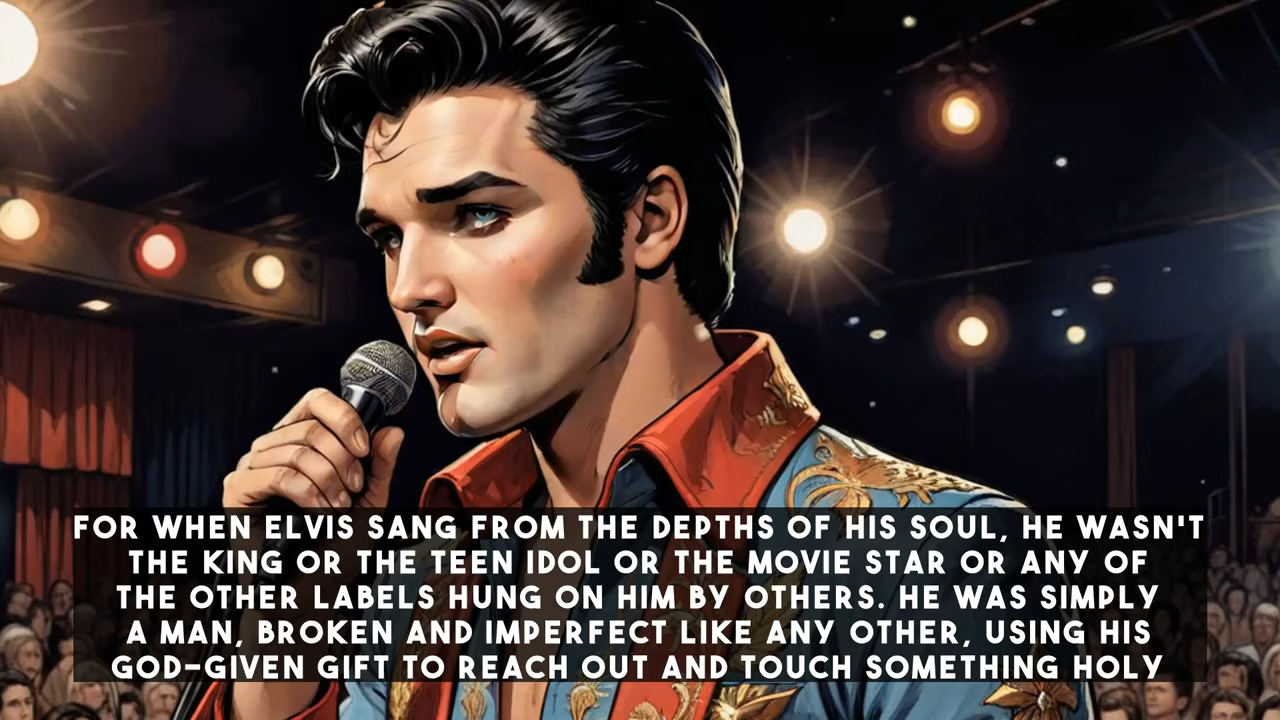 FOR WHEN ELVIS SANG FROM THE DEPTHS OF HIS SOUL, HE WASN'T
THE KING OR THE TEEN IDOL OR THE MOVIE STAR OR ANY OF
THE OTHER LABELS HUNG ON HIM BY OTHERS. HE WAS SIMPLY
A MAN, BROKEN AND IMPERFECT LIKE ANY OTHER, USING HIS
GOD-GIVEN GIFT TO REACH OUT AND TOUCH SOMETHING HOLY